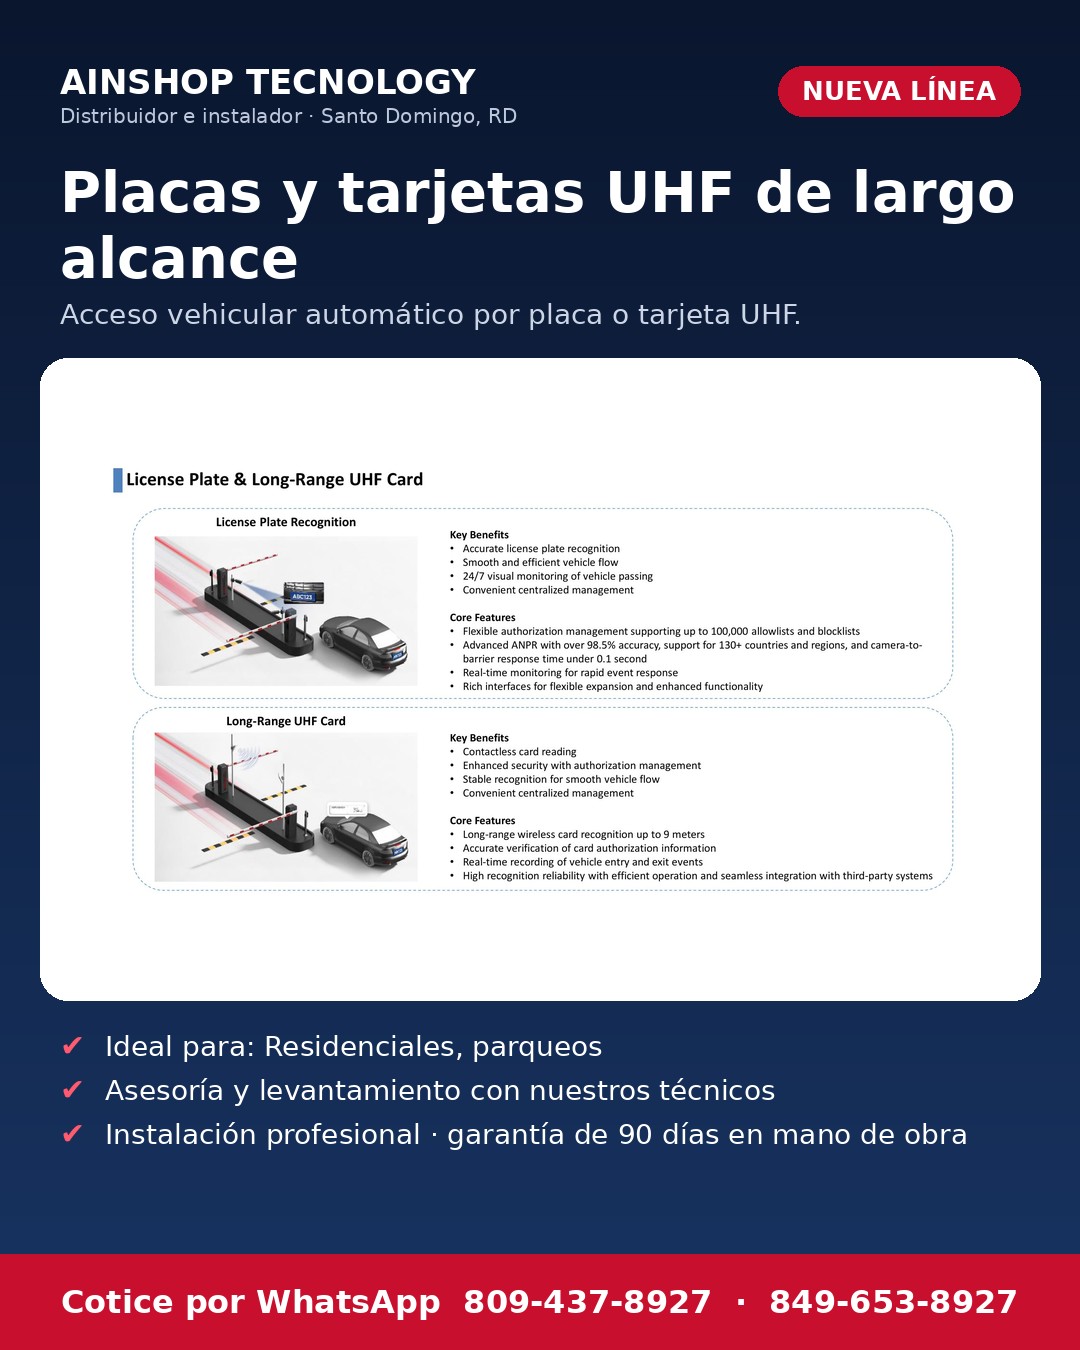 AINSHOP TECNOLOGY
Distribuidor e instalador · Santo Domingo, RD
NUEVA LÍNEA
Placas y tarjetas UHF de largo
alcance
Acceso vehicular automático por placa o tarjeta UHF.
License Plate & Long-Range UHF Card
License Plate Recognition
ABC123
Key Benefits
• Accurate license plate recognition
• Smooth and efficient vehicle flow
• 24/7 visual monitoring of vehicle passing
• Convenient centralized management
Core Features
• Flexible authorization management supporting up to 100,000 allowlists and blocklists
• Advanced ANPR with over 98.5% accuracy, support for 130+ countries and regions, and camera-to-
barrier response time under 0.1 second
• Real-time monitoring for rapid event response
• Rich interfaces for flexible expansion and enhanced functionality
Long-Range UHF Card
Key Benefits
• Contactless card reading
• Enhanced security with authorization management
• Stable recognition for smooth vehicle flow
• Convenient centralized management
Core Features
• Long-range wireless card recognition up to 9 meters
• Accurate verification of card authorization information
• Real-time recording of vehicle entry and exit events
• High recognition reliability with efficient operation and seamless integration with third-party systems
✔ Ideal para: Residenciales, parqueos
✔ Asesoría y levantamiento con nuestros técnicos
✔ Instalación profesional · garantía de 90 días en mano de obra
Cotice por WhatsApp 809-437-8927 · 849-653-8927